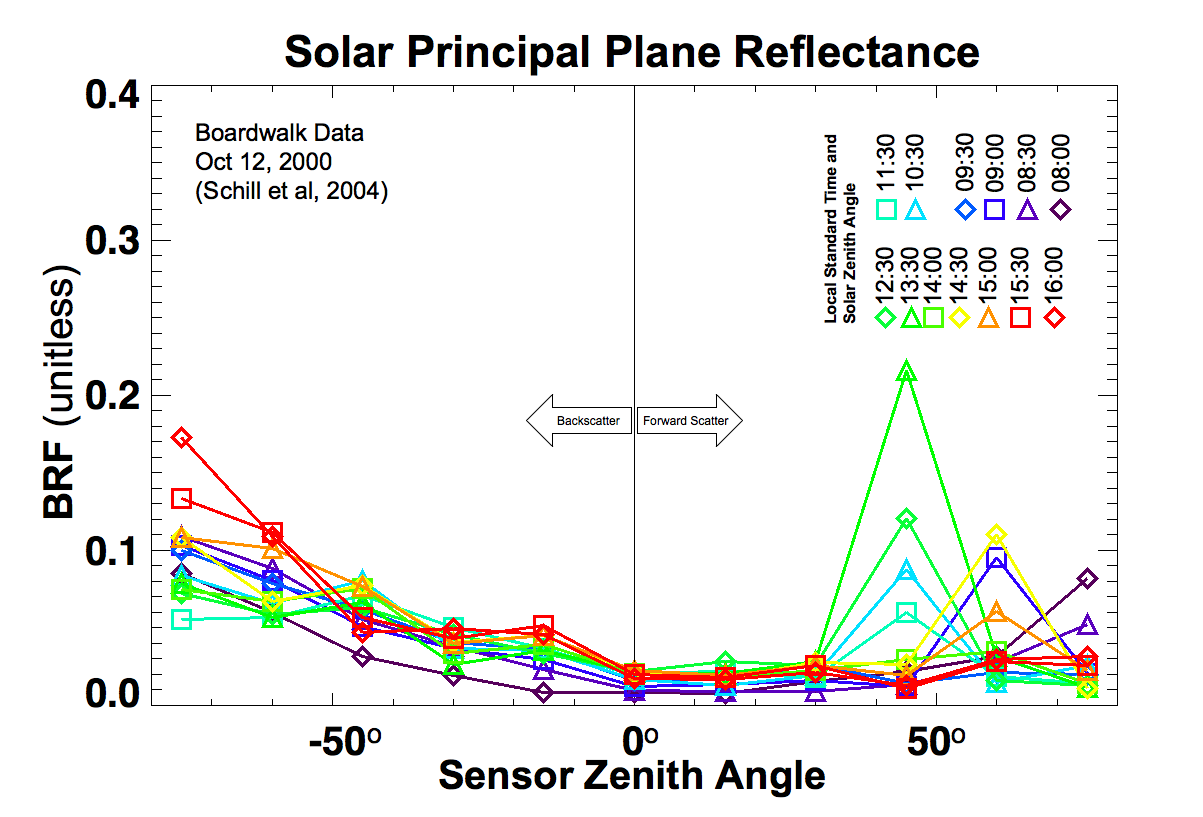 Solar Principal Plane Reflectance
0.4
0.3
0.2
0.1
0.0
BRF (unitless)
Boardwalk Data
Oct 12, 2000
(Schill et al, 2004)
Local Standard Time and
Solar Zenith Angle
11:30
10:30
09:30
09:00
08:30
08:00
12:30
13:30
14:00
14:30
15:00
15:30
16:00
Backscatter
Forward Scatter
-50º
0º
50º
Sensor Zenith Angle